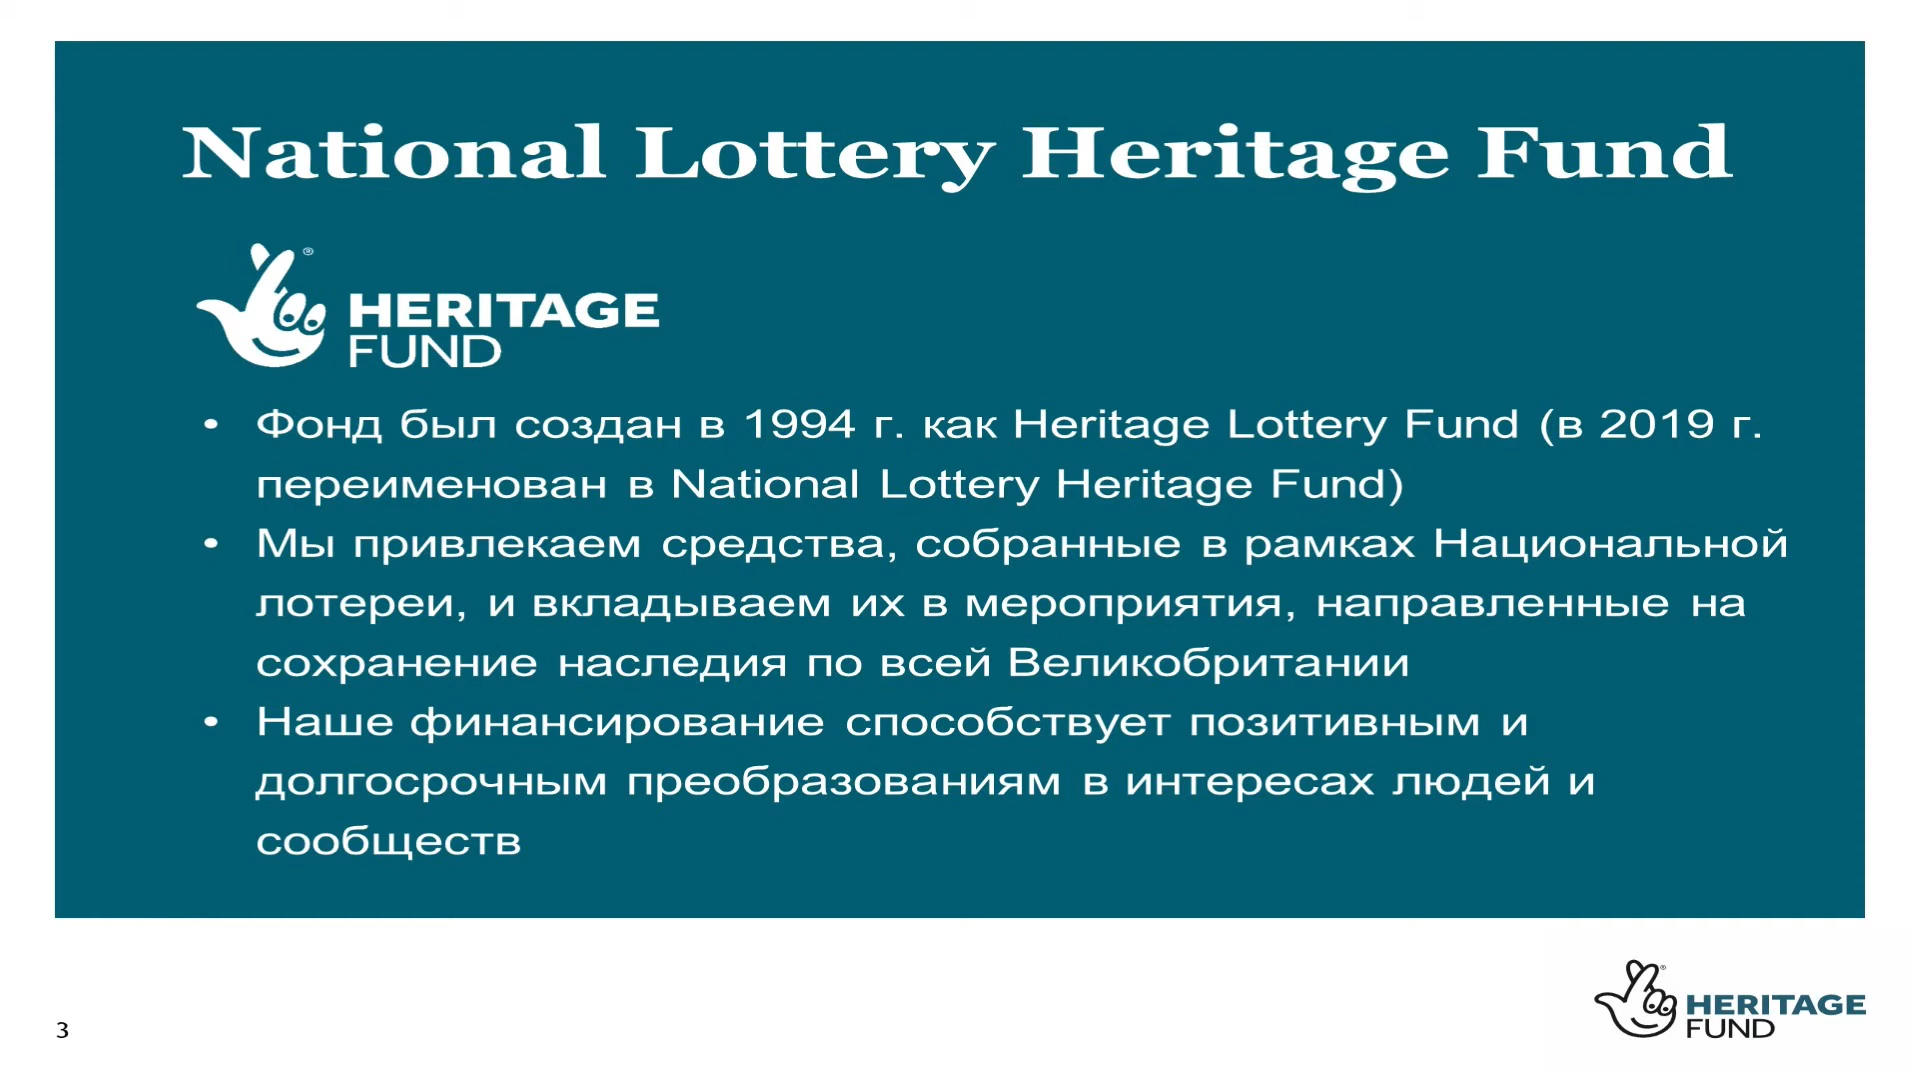 National Lottery Heritage Fund
HERITAGE
FUND
• Фонд был создан в 1994 г. как Heritage Lottery Fund (в 2019 г.
переименован в National Lottery Heritage Fund)
• Мы привлекаем средства, собранные в рамках Национальной
лотереи, и вкладываем их в мероприятия, направленные на
сохранение наследия по всей Великобритании
• Наше финансирование способствует позитивным и
долгосрочным преобразованиям в интересах людей и
сообществ
3
HERITAGE
FUND